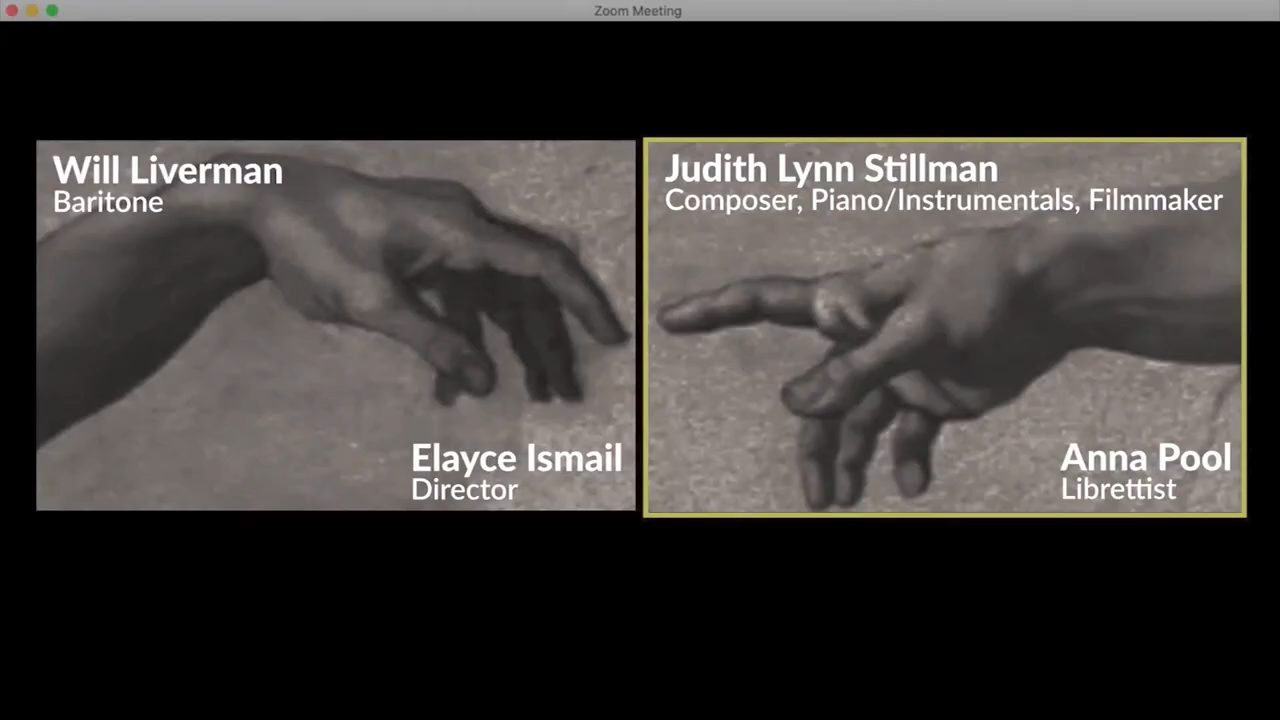 Zoom Meeting
Will Liverman
Baritone
Elayce Ismail
Director
Judith Lynn Stillman
Composer, Piano/Instrumentals, Filmmaker
Anna Pool
Librettist